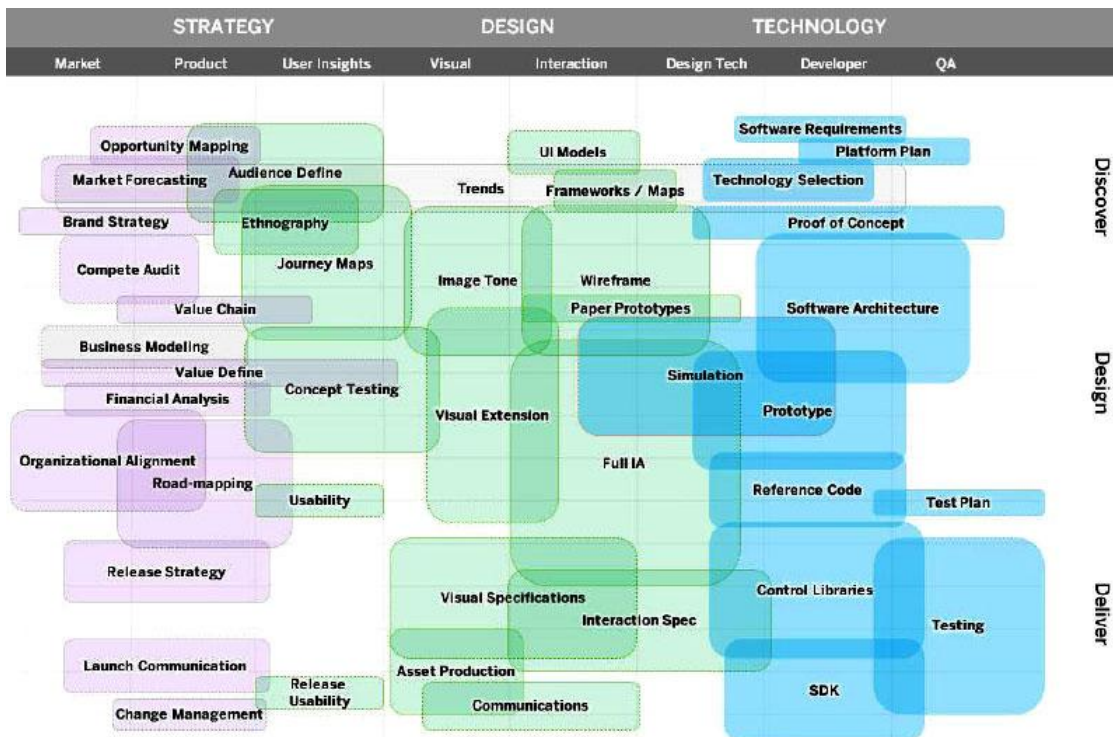 STRATEGY DESIGN TECHNOLOGY
Market Product User Insights Visual Interaction Design Tech Developer QA
Software Requirements
Opportunity Mapping
UI Models
Platform Plan
Audience Define
Market Forecasting
Trends
Frameworks / Maps
Technology Selection
Discover
Brand Strategy
Ethnography
Proof of Concept
Journey Maps
Compete Audit
Image Tone
Wireframe
Value Chain
Paper Prototypes
Software Architecture
Business Modeling
Value Define
Simulation
Concept Testing
Financial Analysis
Visual Extension
Prototype
Design
Organizational Alignment
Full IA
Road-mapping
Reference Code
Usability
Test Plan
Release Strategy
Visual Specifications
Control Libraries
Interaction Spec
Testing
Deliver
Launch Communication
Asset Production
Release
Usability
SDK
Communications
Change Management